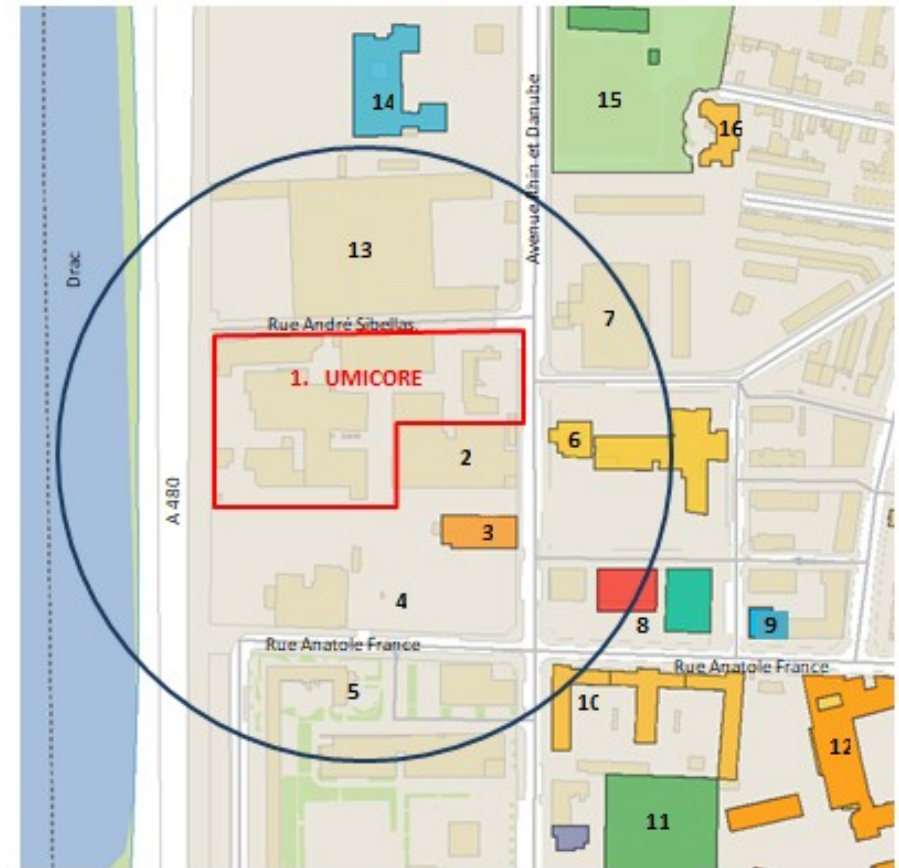 14
15
16
Avenue Rhin et Danube
Drac
13
7
Rue André Sibellas
1. UMICORE
6
2
A 480
3
4
8
9
Rue Anatole France
Rue Anatole France
5
10
12
11